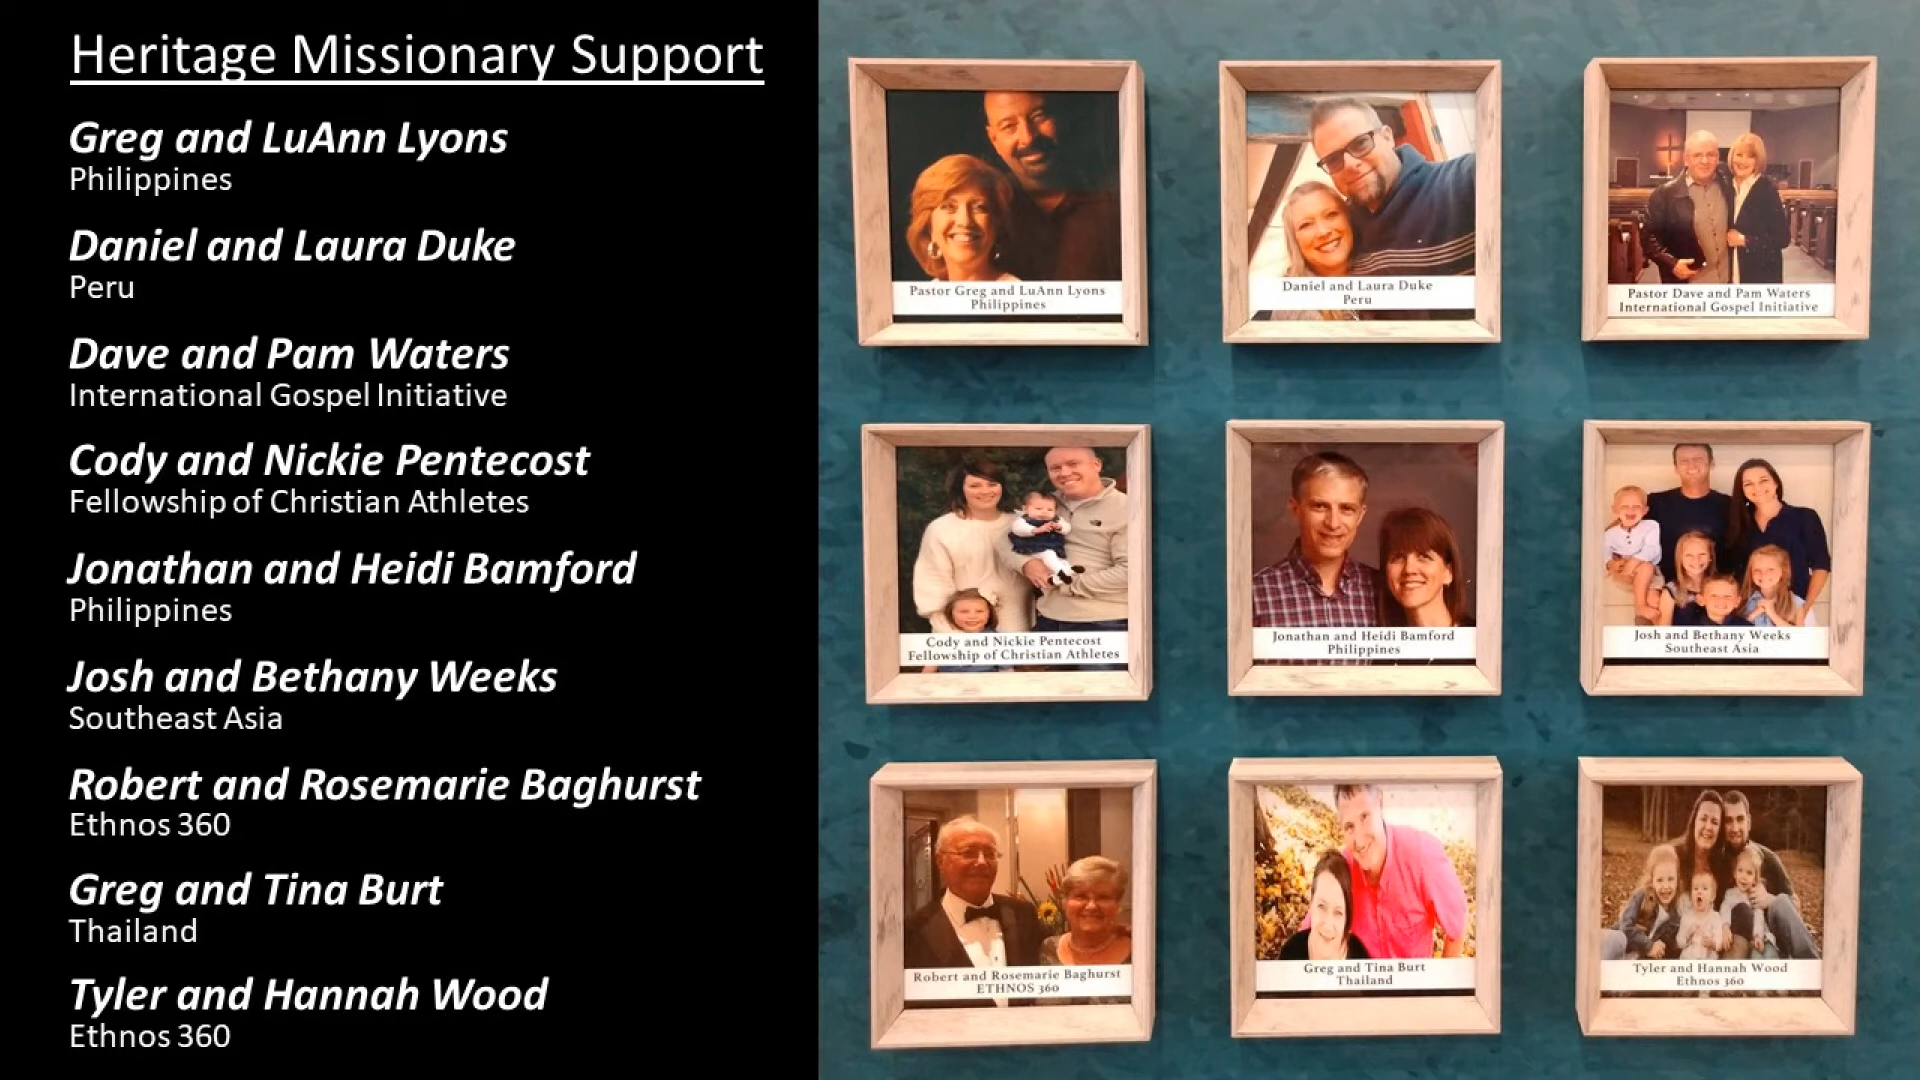 Heritage Missionary Support
Greg and LuAnn Lyons
Philippines
Daniel and Laura Duke
Peru
Dave and Pam Waters
International Gospel Initiative
Cody and Nickie Pentecost
Fellowship of Christian Athletes
Jonathan and Heidi Bamford
Philippines
Josh and Bethany Weeks
Southeast Asia
Robert and Rosemarie Baghurst
Ethnos 360
Greg and Tina Burt
Thailand
Tyler and Hannah Wood
Ethnos 360
Pastor Greg and LuAnn Lyons
Philippines
Daniel and Laura Duke
Peru
Pastor Dave and Pam Waters
International Gospel Initiative
Cody and Nickie Pentecost
Fellowship of Christian Athletes
Jonathan and Heidi Bamford
Philippines
Josh and Bethany Weeks
Southeast Asia
Robert and Rosemarie Baghurst
ETHNOS 360
Greg and Tina Burt
Thailand
Tyler and Hannah Wood
Ethnos 360